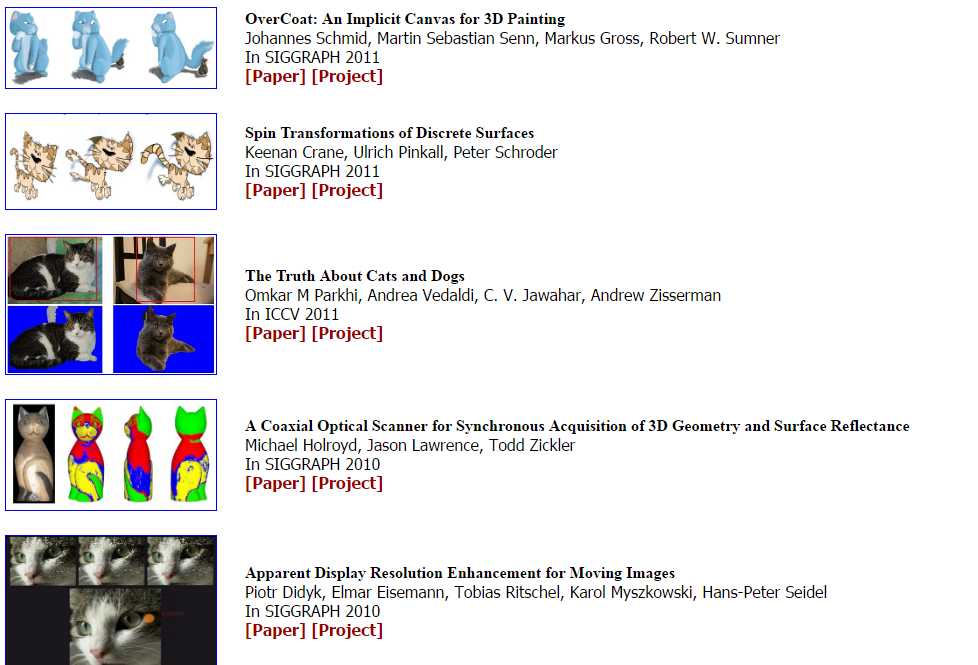 OverCoat: An Implicit Canvas for 3D Painting
Johannes Schmid, Martin Sebastian Senn, Markus Gross, Robert W. Sumner
In SIGGRAPH 2011
[Paper] [Project]
Spin Transformations of Discrete Surfaces
Keenan Crane, Ulrich Pinkall, Peter Schroder
In SIGGRAPH 2011
[Paper] [Project]
The Truth About Cats and Dogs
Omkar M Parkhi, Andrea Vedaldi, C. V. Jawahar, Andrew Zisserman
In ICCV 2011
[Paper] [Project]
A Coaxial Optical Scanner for Synchronous Acquisition of 3D Geometry and Surface Reflectance
Michael Holroyd, Jason Lawrence, Todd Zickler
In SIGGRAPH 2010
[Paper] [Project]
Apparent Display Resolution Enhancement for Moving Images
Piotr Didyk, Elmar Eisemann, Tobias Ritschel, Karol Myszkowski, Hans-Peter Seidel
In SIGGRAPH 2010
[Paper] [Project]